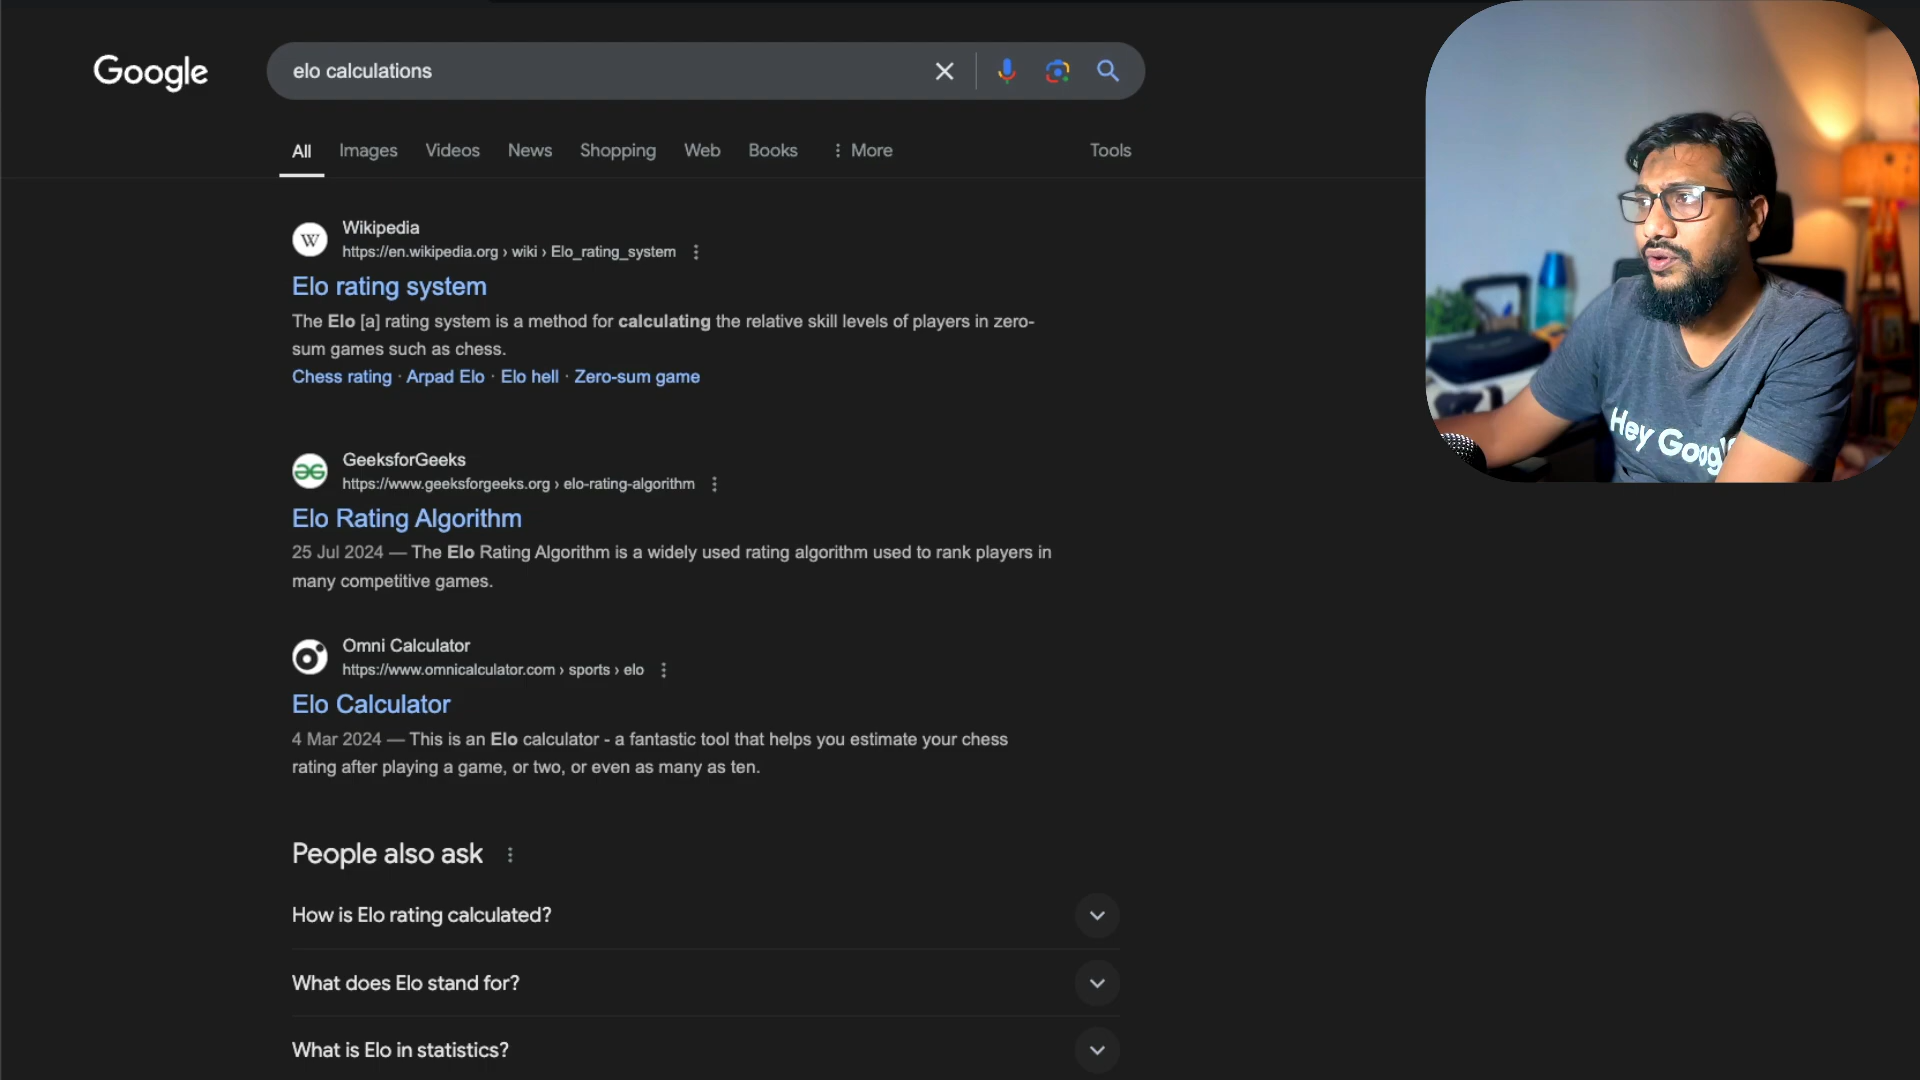 Google
elo calculations
All Images Videos News Shopping Web Books More Tools
Wikipedia
https://en.wikipedia.org › wiki › Elo_rating_system
Elo rating system
The Elo [a] rating system is a method for calculating the relative skill levels of players in zero-
sum games such as chess.
Chess rating · Arpad Elo · Elo hell · Zero-sum game
GeeksforGeeks
https://www.geeksforgeeks.org › elo-rating-algorithm
Elo Rating Algorithm
25 Jul 2024 — The Elo Rating Algorithm is a widely used rating algorithm used to rank players in
many competitive games.
Omni Calculator
https://www.omnicalculator.com › sports › elo
Elo Calculator
4 Mar 2024 — This is an Elo calculator - a fantastic tool that helps you estimate your chess
rating after playing a game, or two, or even as many as ten.
People also ask
How is Elo rating calculated?
What does Elo stand for?
What is Elo in statistics?
W
Hey Google